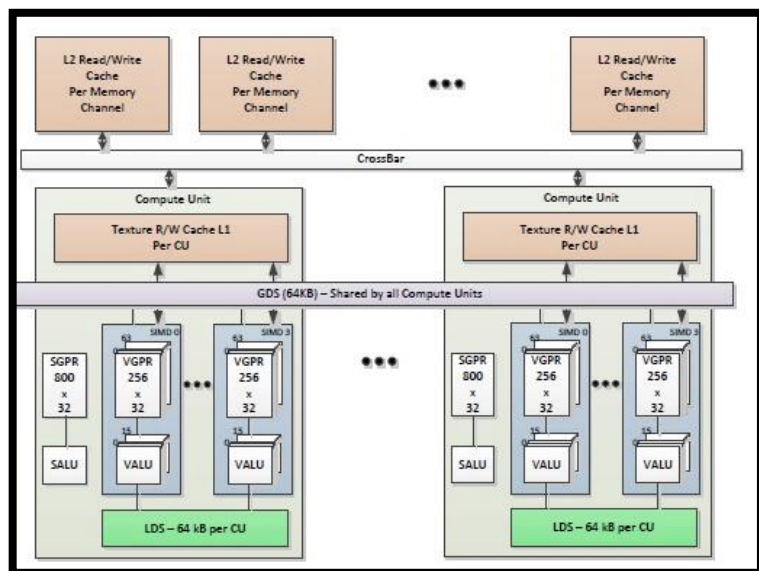 L2 Read/Write
Cache
Per Memory
Channel
L2 Read/Write
Cache
Per Memory
Channel
L2 Read/Write
Cache
Per Memory
Channel
CrossBar
Compute Unit
Texture R/W Cache L1
Per CU
Compute Unit
Texture R/W Cache L1
Per CU
GDS (64KB) – Shared by all Compute Units
SGPR
800
x
32
SALU
SIMD 0
63
0
VGPR
256
x
32
15
0
VALU
SIMD 3
63
0
VGPR
256
x
32
15
0
VALU
LDS – 64 kB per CU
SGPR
800
x
32
SALU
SIMD 0
63
0
VGPR
256
x
32
15
0
VALU
SIMD 3
63
0
VGPR
256
x
32
15
0
VALU
LDS – 64 kB per CU